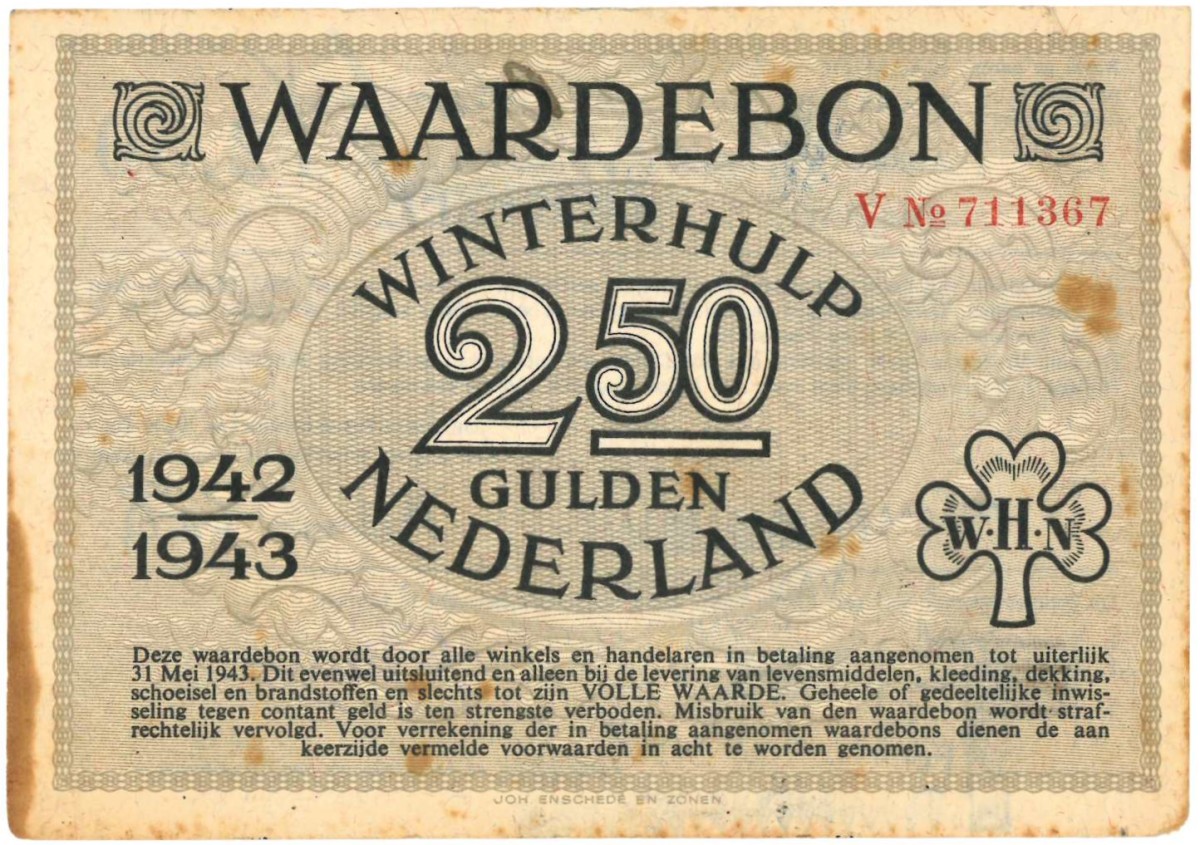 WAARDEBON
V № 711367
WINTERHULP
2 50
GULDEN
NEDERLAND
1942
1943
W·H·N
Deze waardebon wordt door alle winkels en handelaren in betaling aangenomen tot uiterlijk
31 Mei 1943. Dit evenwel uitsluitend en alleen bij de levering van levensmiddelen, kleeding, dekking,
schoeisel en brandstoffen en slechts tot zijn VOLLE WAARDE. Geheele of gedeeltelijke inwis-
seling tegen contant geld is ten strengste verboden. Misbruik van den waardebon wordt straf-
rechtelijk vervolgd. Voor verrekening der in betaling aangenomen waardebons dienen de aan
keerzijde vermelde voorwaarden in acht te worden genomen.
JOH. ENSCHEDÉ EN ZONEN